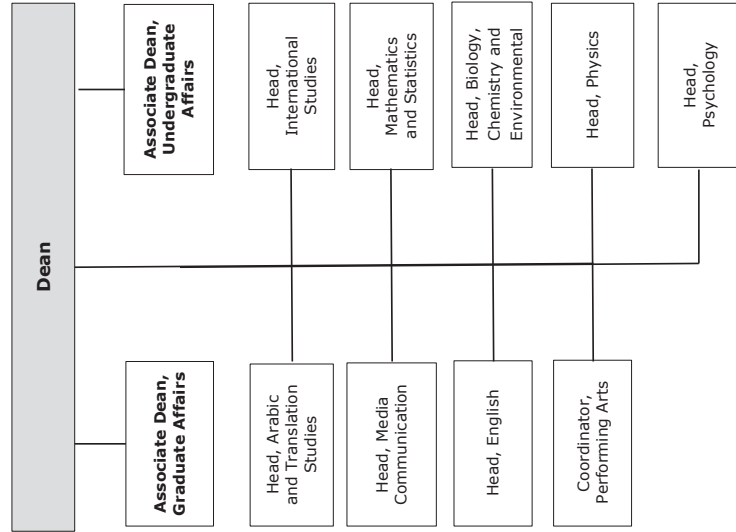 Dean
Associate Dean,
Graduate Affairs
Associate Dean,
Undergraduate
Affairs
Head, Arabic
and Translation
Studies
Head,
International
Studies
Head, Media
Communication
Head,
Mathematics
and Statistics
Head, English
Head, Biology,
Chemistry and
Environmental
Coordinator,
Performing Arts
Head, Physics
Head,
Psychology